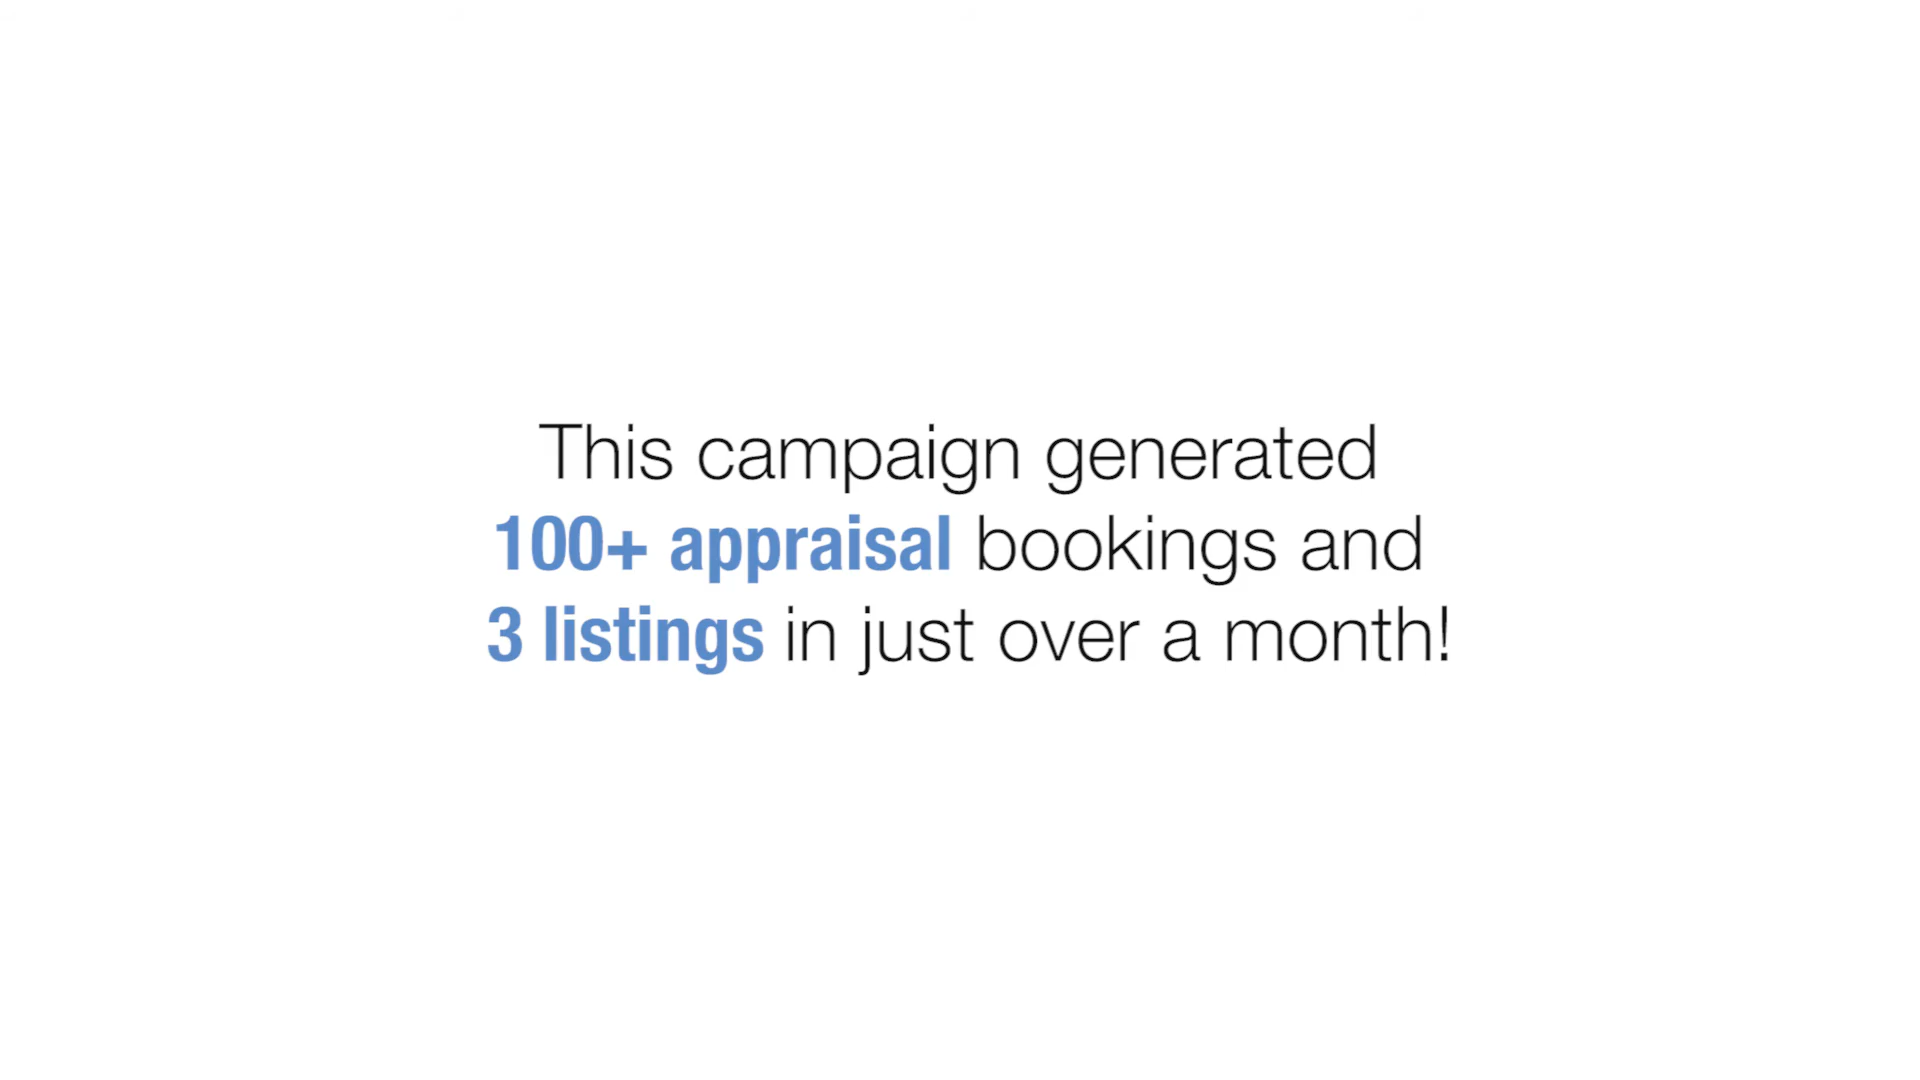 This campaign generated
100+ appraisal bookings and
3 listings in just over a month!